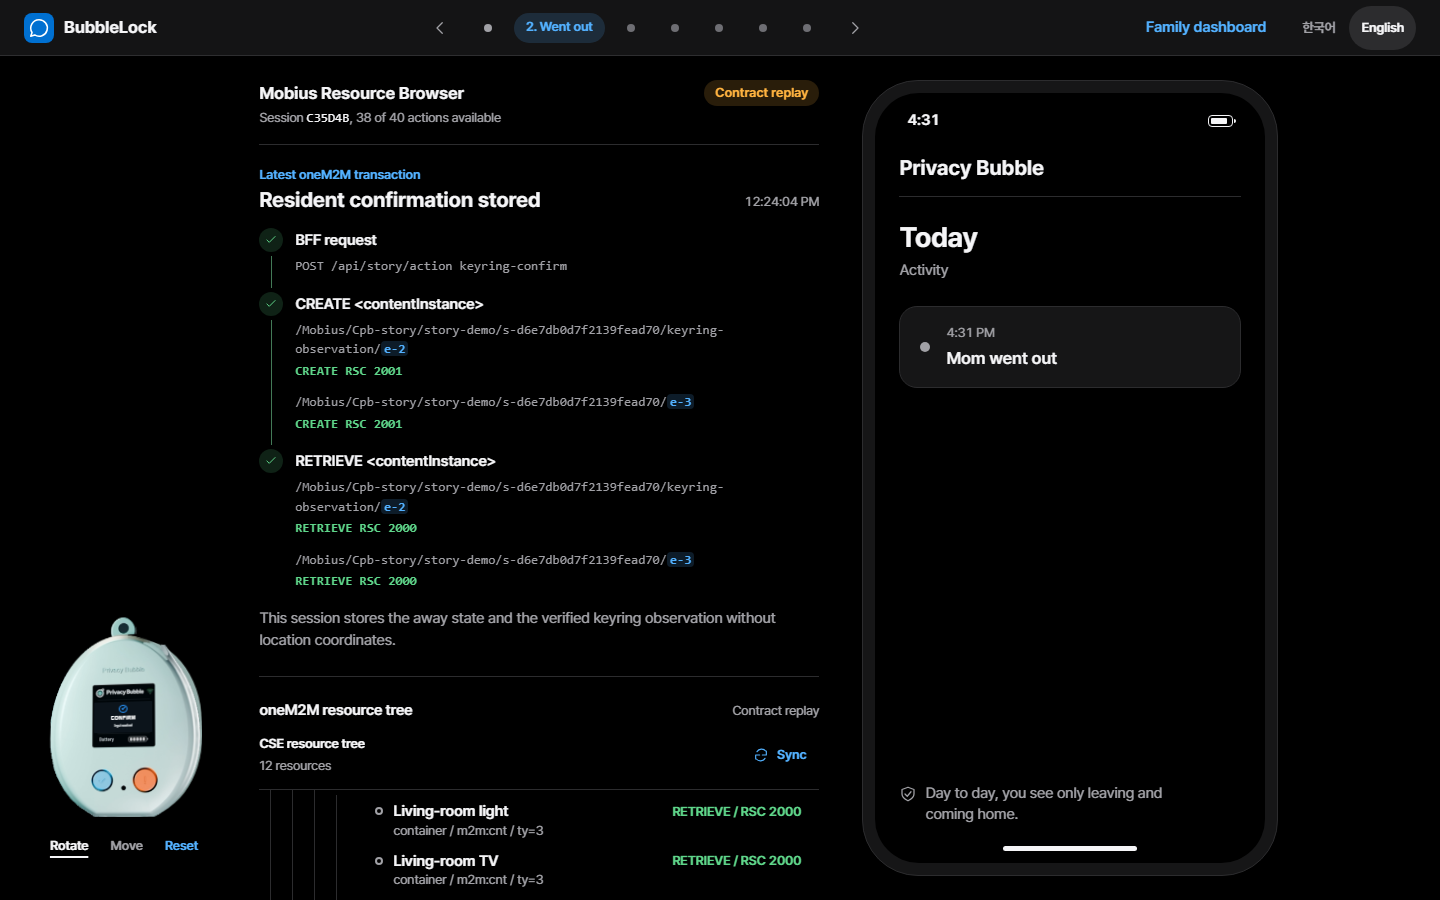 BubbleLock
2. Went out
Family dashboard
한국어
English
Mobius Resource Browser
Contract replay
Session C35D4B, 38 of 40 actions available
Latest oneM2M transaction
Resident confirmation stored
12:24:04 PM
BFF request
POST /api/story/action keyring-confirm
CREATE <contentInstance>
/Mobius/Cpb-story/story-demo/s-d6e7db0d7f2139fead70/keyring-
observation/e-2
CREATE RSC 2001
/Mobius/Cpb-story/story-demo/s-d6e7db0d7f2139fead70/e-3
CREATE RSC 2001
RETRIEVE <contentInstance>
/Mobius/Cpb-story/story-demo/s-d6e7db0d7f2139fead70/keyring-
observation/e-2
RETRIEVE RSC 2000
/Mobius/Cpb-story/story-demo/s-d6e7db0d7f2139fead70/e-3
RETRIEVE RSC 2000
This session stores the away state and the verified keyring observation without
location coordinates.
oneM2M resource tree
Contract replay
CSE resource tree
12 resources
Sync
Living-room light
RETRIEVE / RSC 2000
container / m2m:cnt / ty=3
Living-room TV
RETRIEVE / RSC 2000
container / m2m:cnt / ty=3
Privacy Bubble
PrivacyBubble
CONFIRM
Battery
Rotate
Move
Reset
4:31
Privacy Bubble
Today
Activity
4:31 PM
Mom went out
Day to day, you see only leaving and
coming home.